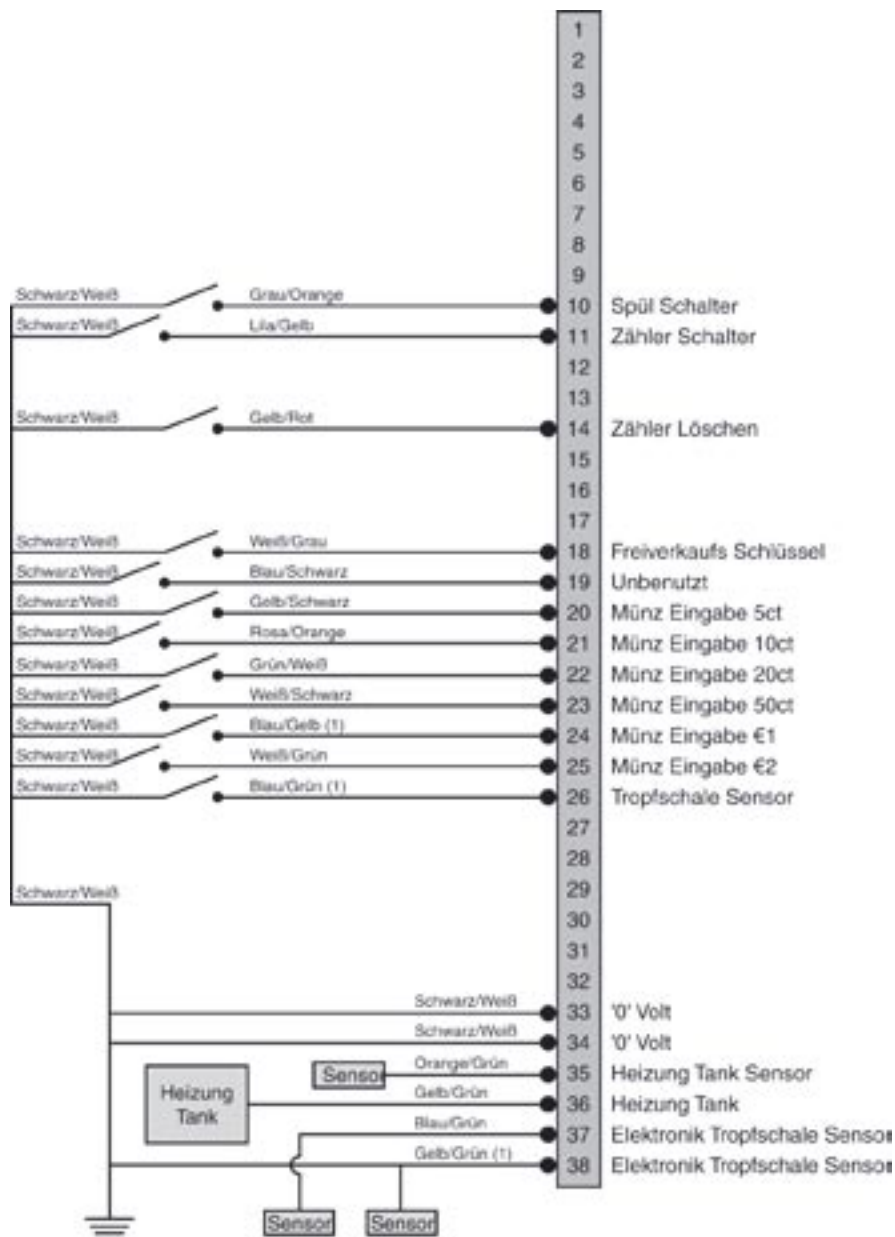 1
2
3
4
5
6
7
8
9
Schwarz/Weiß Grau/Orange 10 Spül Schalter
Schwarz/Weiß Lila/Gelb 11 Zähler Schalter
12
13
Schwarz/Weiß Gelb/Rot 14 Zähler Löschen
15
16
17
Schwarz/Weiß Weiß/Grau 18 Freiverkaufs Schlüssel
Schwarz/Weiß Blau/Schwarz 19 Unbenutzt
Schwarz/Weiß Gelb/Schwarz 20 Münz Eingabe 5ct
Schwarz/Weiß Rosa/Orange 21 Münz Eingabe 10ct
Schwarz/Weiß Grün/Weiß 22 Münz Eingabe 20ct
Schwarz/Weiß Weiß/Schwarz 23 Münz Eingabe 50ct
Schwarz/Weiß Blau/Gelb (1) 24 Münz Eingabe €1
Schwarz/Weiß Weiß/Grün 25 Münz Eingabe €2
Schwarz/Weiß Blau/Grün (1) 26 Tropfschale Sensor
27
28
Schwarz/Weiß 29
30
31
32
Schwarz/Weiß 33 '0' Volt
Schwarz/Weiß 34 '0' Volt
Sensor Orange/Grün 35 Heizung Tank Sensor
Heizung Tank Gelb/Grün 36 Heizung Tank
Blau/Grün 37 Elektronik Tropfschale Sensor
Gelb/Grün (1) 38 Elektronik Tropfschale Sensor
Sensor Sensor